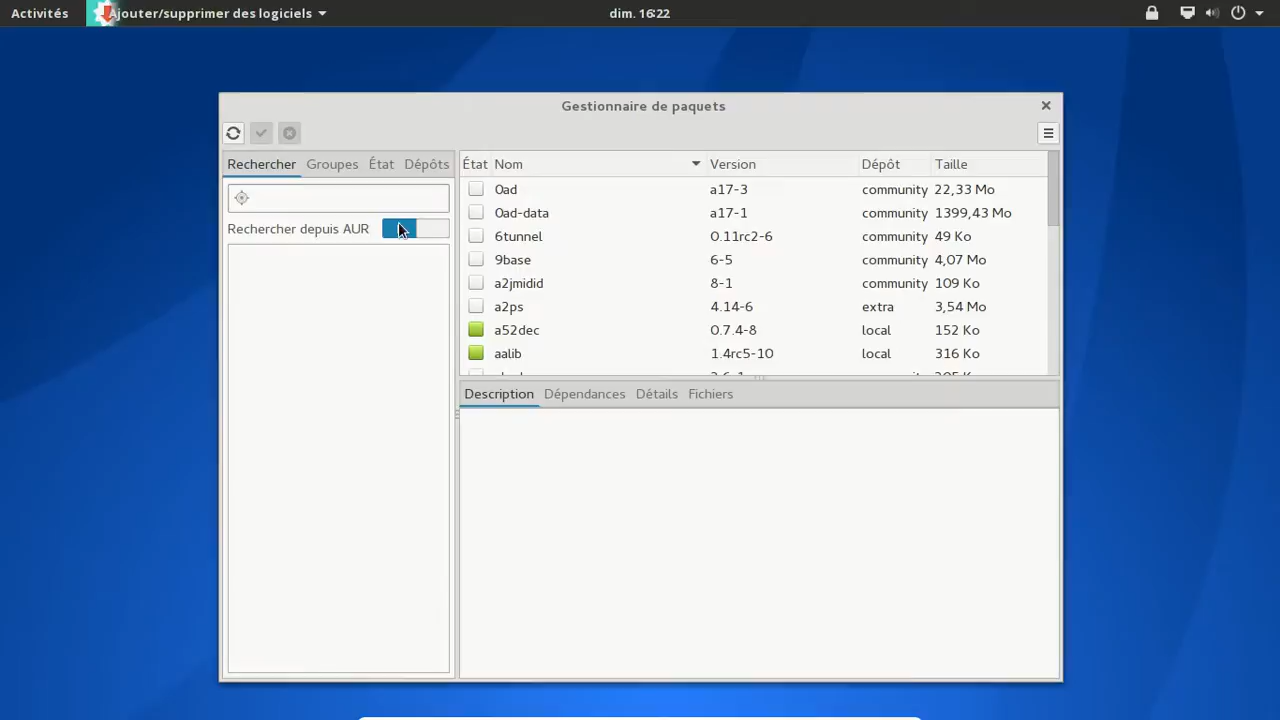 Activités Ajouter/supprimer des logiciels dim. 16:22
Gestionnaire de paquets
Rechercher Groupes État Dépôts
Rechercher depuis AUR
État Nom Version Dépôt Taille
0ad a17-3 community 22,33 Mo
0ad-data a17-1 community 1399,43 Mo
6tunnel 0.11rc2-6 community 49 Ko
9base 6-5 community 4,07 Mo
a2jmidid 8-1 community 109 Ko
a2ps 4.14-6 extra 3,54 Mo
a52dec 0.7.4-8 local 152 Ko
aalib 1.4rc5-10 local 316 Ko
Description Dépendances Détails Fichiers